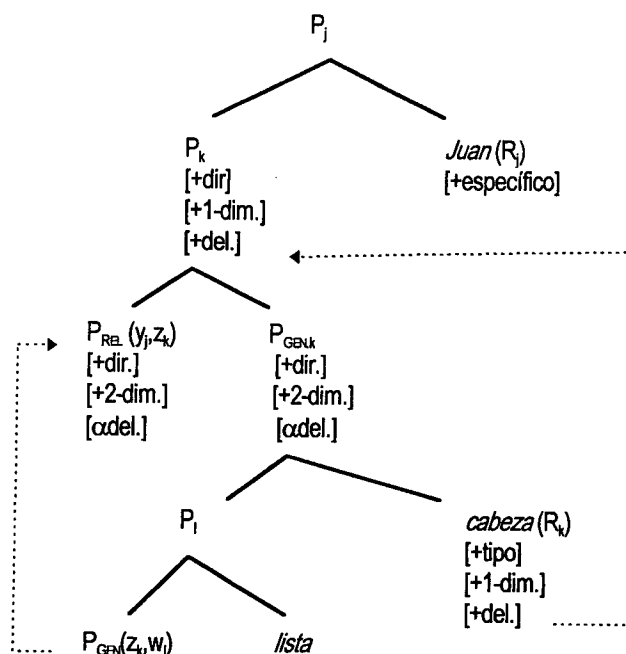 P_j
P_k
[+dir]
[+1-dim.]
[+del.]
Juan (R_j)
[+específico]
P_REL (y_j,z_k)
[+dir.]
[+2-dim.]
[αdel.]
P_GEN,k
[+dir.]
[+2-dim.]
[αdel.]
P_l
cabeza (R_k)
[+tipo]
[+1-dim.]
[+del.]
P_GEN(z_k,w_l)
lista